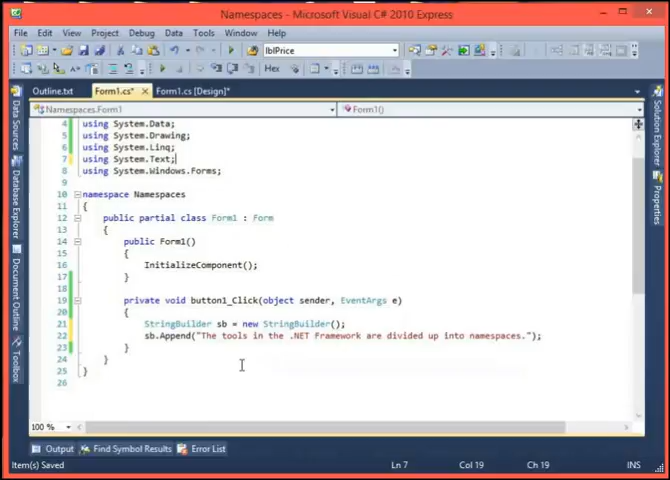 Namespaces - Microsoft Visual C# 2010 Express
File Edit View Project Debug Data Tools Window Help
lblPrice
Outline.txt Form1.cs* Form1.cs [Design]*
Namespaces.Form1 Form1()
4 using System.Data;
5 using System.Drawing;
6 using System.Linq;
7 using System.Text;
8 using System.Windows.Forms;
9
10 namespace Namespaces
11 {
12 public partial class Form1 : Form
13 {
14 public Form1()
15 {
16 InitializeComponent();
17 }
18
19 private void button1_Click(object sender, EventArgs e)
20 {
21 StringBuilder sb = new StringBuilder();
22 sb.Append("The tools in the .NET Framework are divided up into namespaces.");
23 }
24 }
25 }
26
100 %
Data Sources
Database Explorer
Document Outline
Toolbox
Solution Explorer
Properties
Output Find Symbol Results Error List
Item(s) Saved Ln 7 Col 19 Ch 19